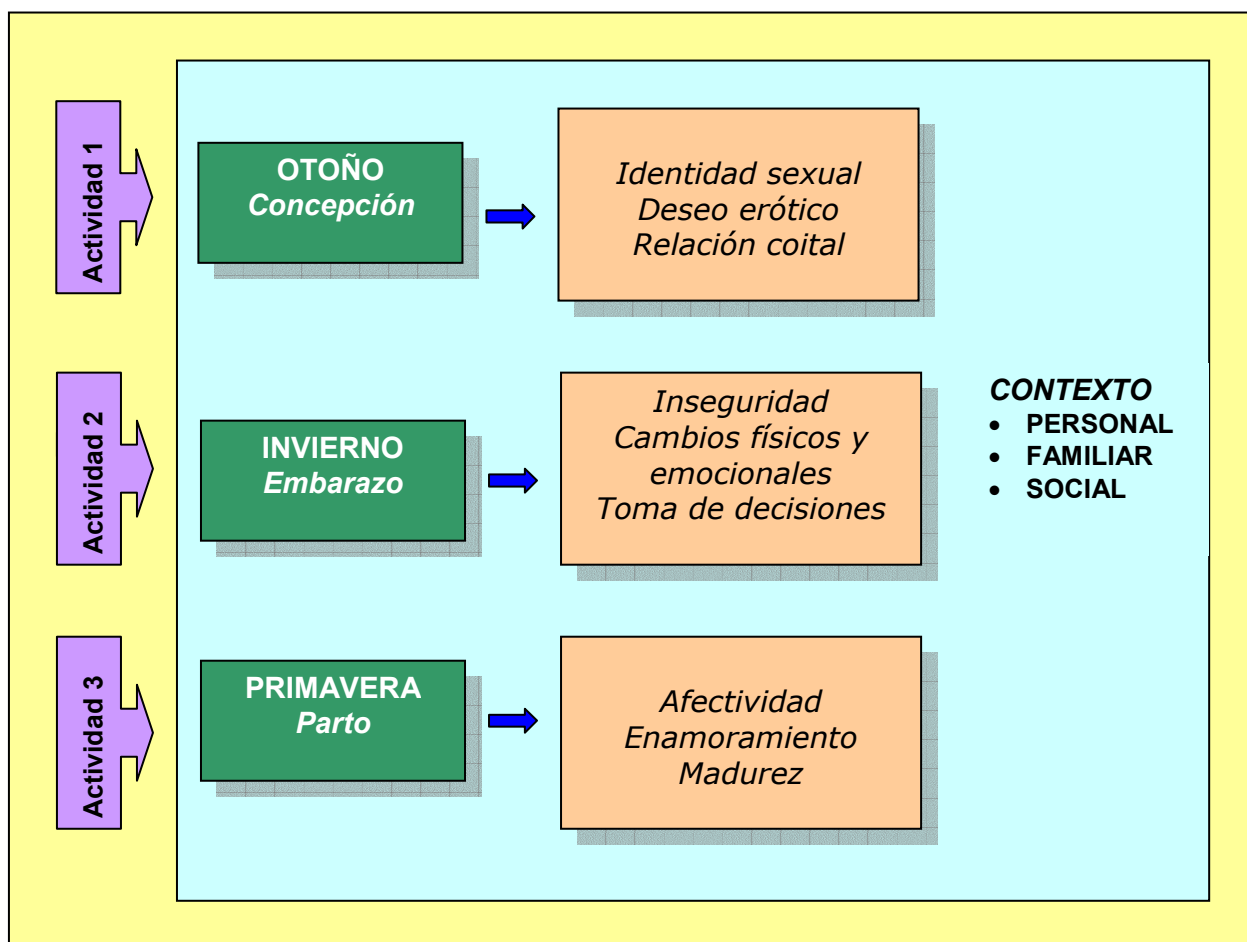 Actividad 1
OTOÑO
Concepción
Identidad sexual
Deseo erótico
Relación coital
Actividad 2
INVIERNO
Embarazo
Inseguridad
Cambios físicos y
emocionales
Toma de decisiones
CONTEXTO
• PERSONAL
• FAMILIAR
• SOCIAL
Actividad 3
PRIMAVERA
Parto
Afectividad
Enamoramiento
Madurez